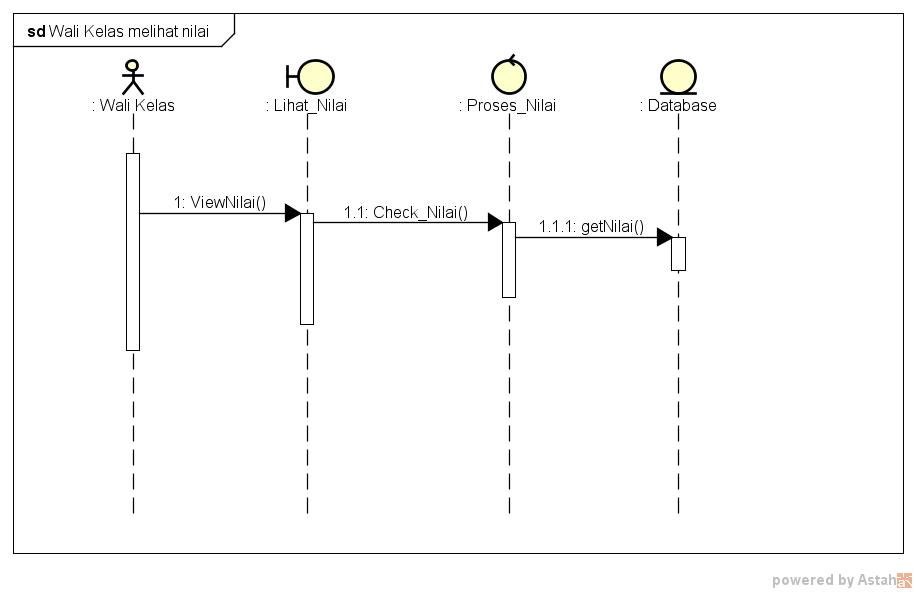 sd Wali Kelas melihat nilai
: Wali Kelas
: Lihat_Nilai
: Proses_Nilai
: Database
1: ViewNilai()
1.1: Check_Nilai()
1.1.1: getNilai()
powered by Astah